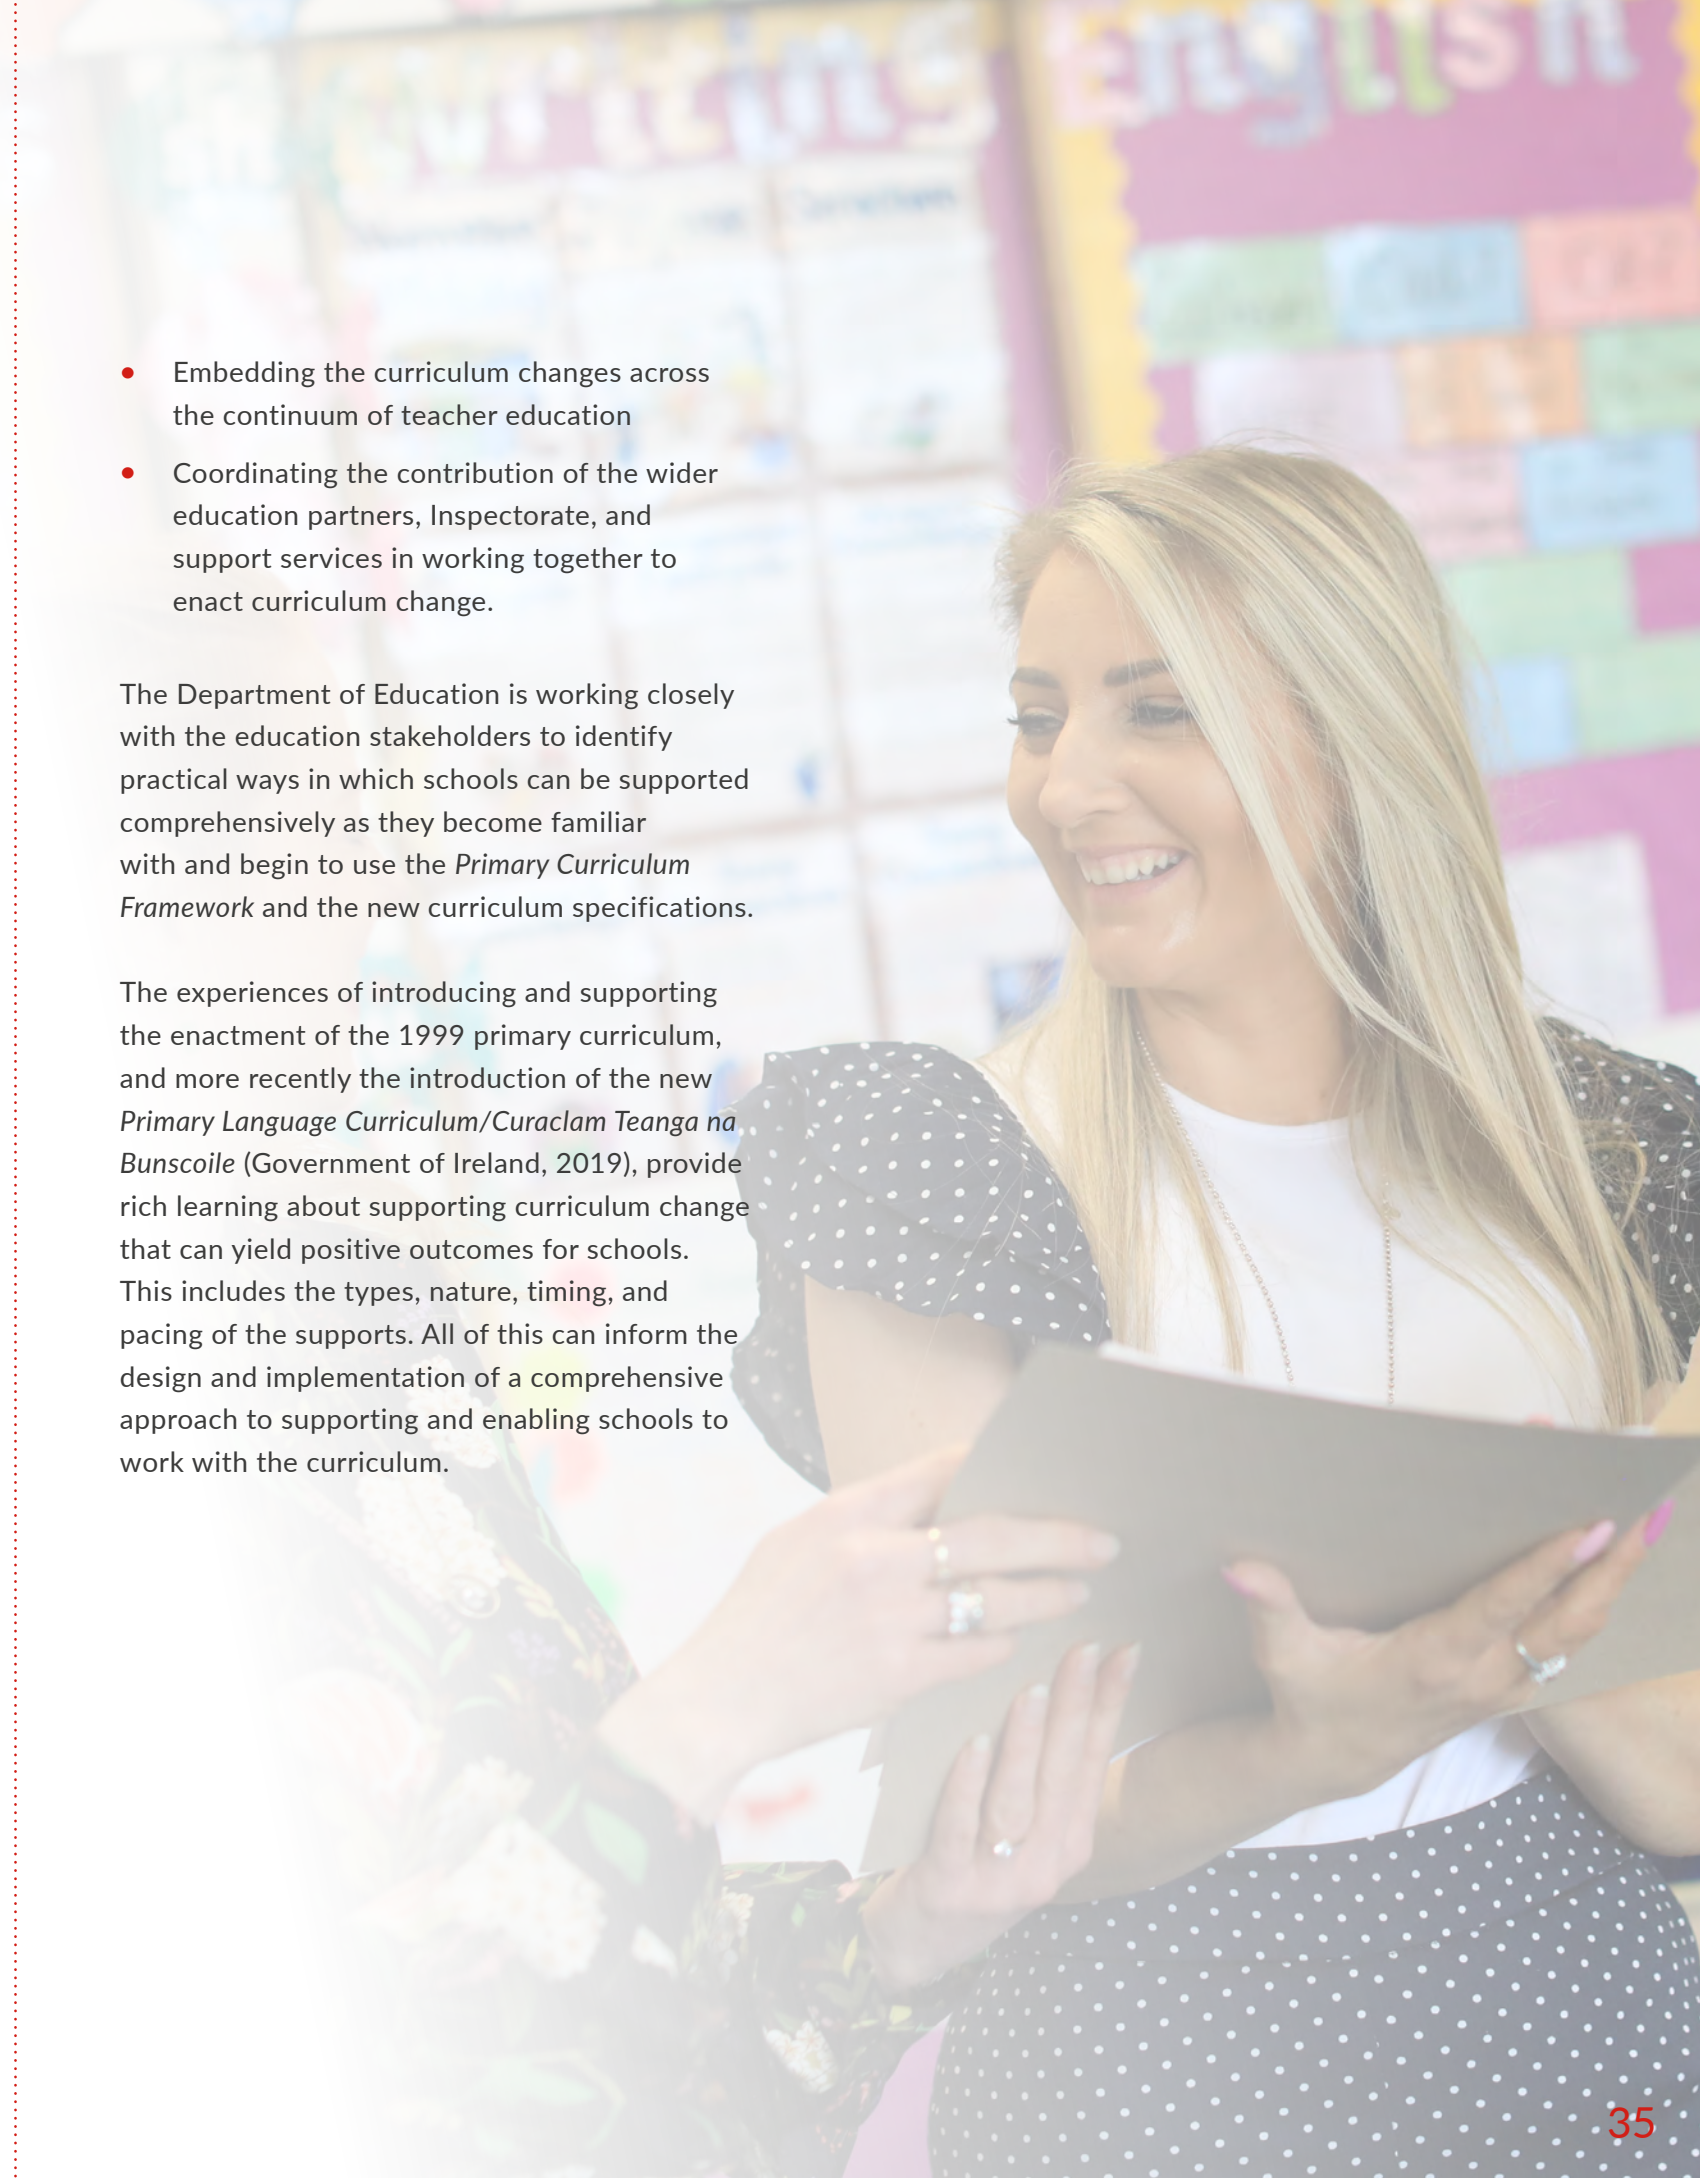 Writing
English
• Embedding the curriculum changes across
the continuum of teacher education
• Coordinating the contribution of the wider
education partners, Inspectorate, and
support services in working together to
enact curriculum change.
The Department of Education is working closely
with the education stakeholders to identify
practical ways in which schools can be supported
comprehensively as they become familiar
with and begin to use the Primary Curriculum
Framework and the new curriculum specifications.
The experiences of introducing and supporting
the enactment of the 1999 primary curriculum,
and more recently the introduction of the new
Primary Language Curriculum/Curaclam Teanga na
Bunscoile (Government of Ireland, 2019), provide
rich learning about supporting curriculum change
that can yield positive outcomes for schools.
This includes the types, nature, timing, and
pacing of the supports. All of this can inform the
design and implementation of a comprehensive
approach to supporting and enabling schools to
work with the curriculum.
35